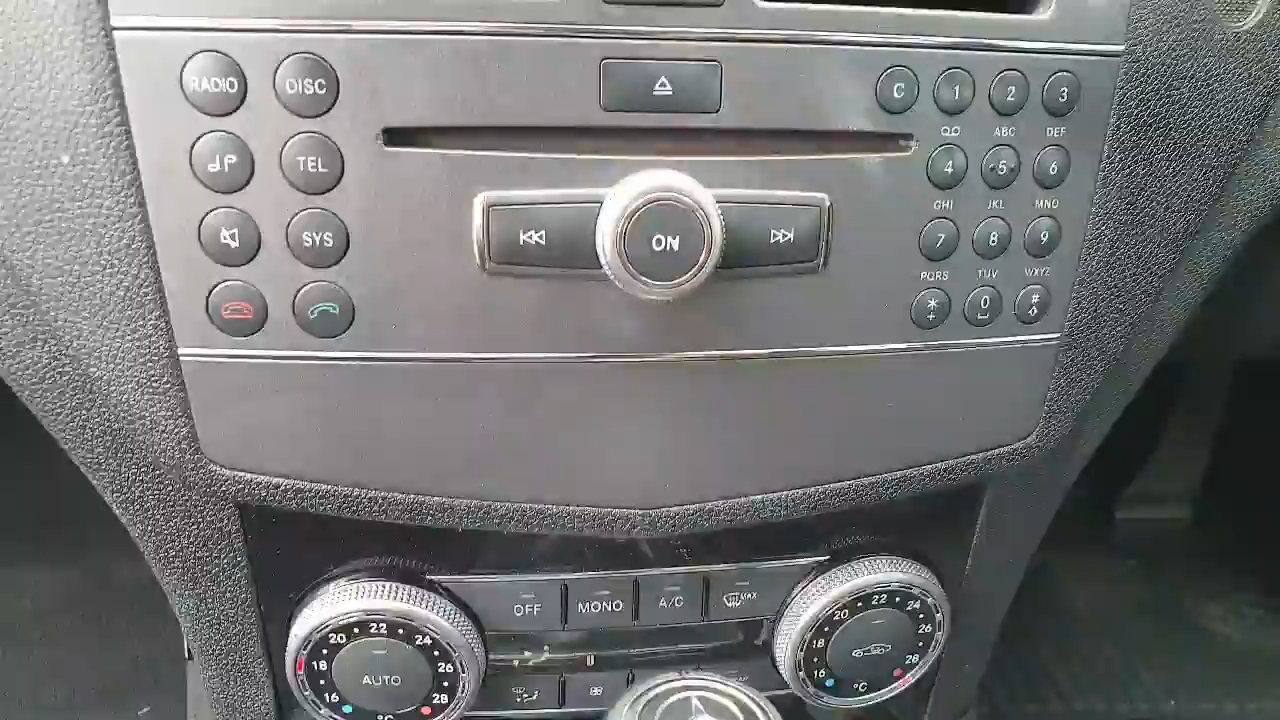 RADIO DISC C 1 2 3
QO ABC DEF
TEL 4 5 6
GHI JKL MNO
SYS ON 7 8 9
PQRS TUV WXYZ
* 0 #
+
OFF MONO A/C MAX
16 18 20 22 24 26 28
AUTO
°C
16 18 20 22 24 26 28
°C